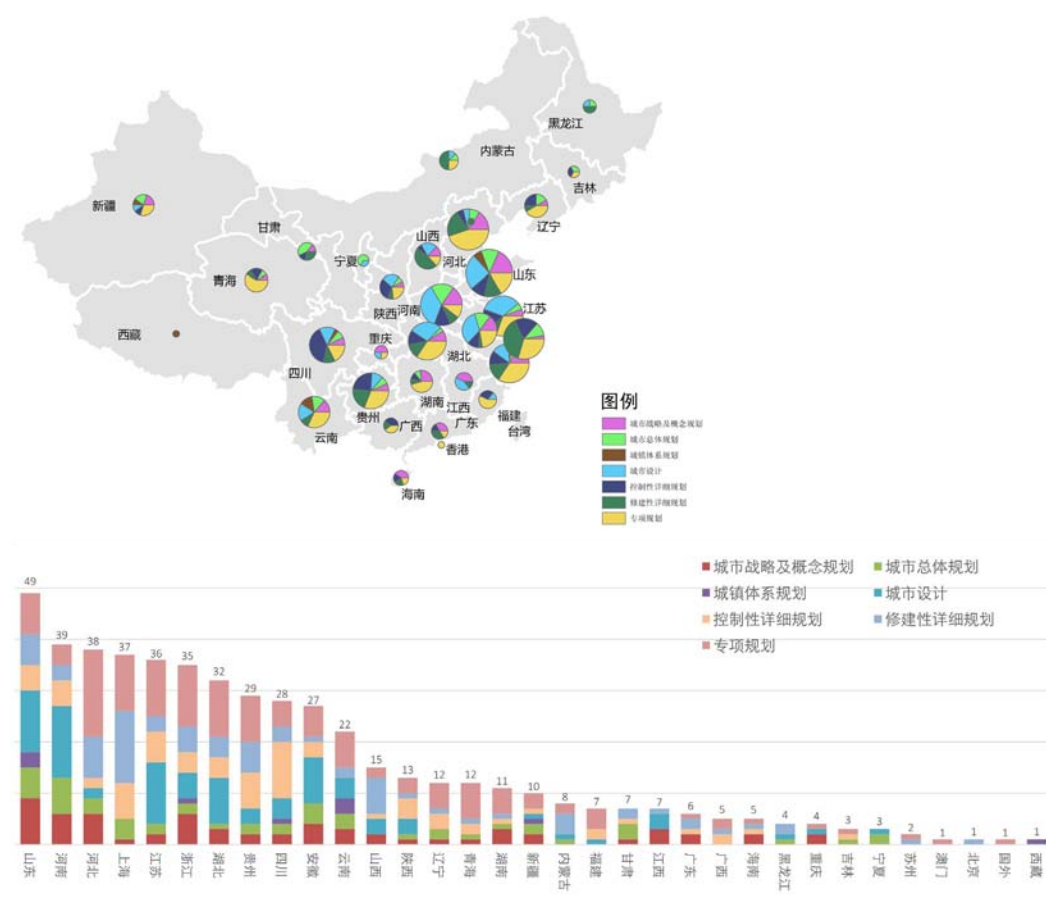 黑龙江
内蒙古
吉林
新疆
甘肃
辽宁
山西
宁夏
河北
山东
青海
陕西
河南
江苏
西藏
重庆
湖北
四川
贵州
湖南
江西
福建
广西
广东
台湾
云南
香港
海南
图例
城市战略及概念规划
城市总体规划
城镇体系规划
城市设计
控制性详细规划
修建性详细规划
专项规划
城市战略及概念规划
城市总体规划
城镇体系规划
城市设计
控制性详细规划
修建性详细规划
专项规划
49
39
38
37
36
35
32
29
28
27
22
15
13
12
12
11
10
8
7
7
7
6
5
5
4
4
3
3
2
1
1
1
1
山东
河南
河北
上海
江苏
浙江
湖北
贵州
四川
安徽
云南
山西
陕西
辽宁
青海
湖南
新疆
内蒙古
福建
甘肃
江西
广东
广西
海南
黑龙江
重庆
吉林
宁夏
苏州
澳门
北京
国外
西藏